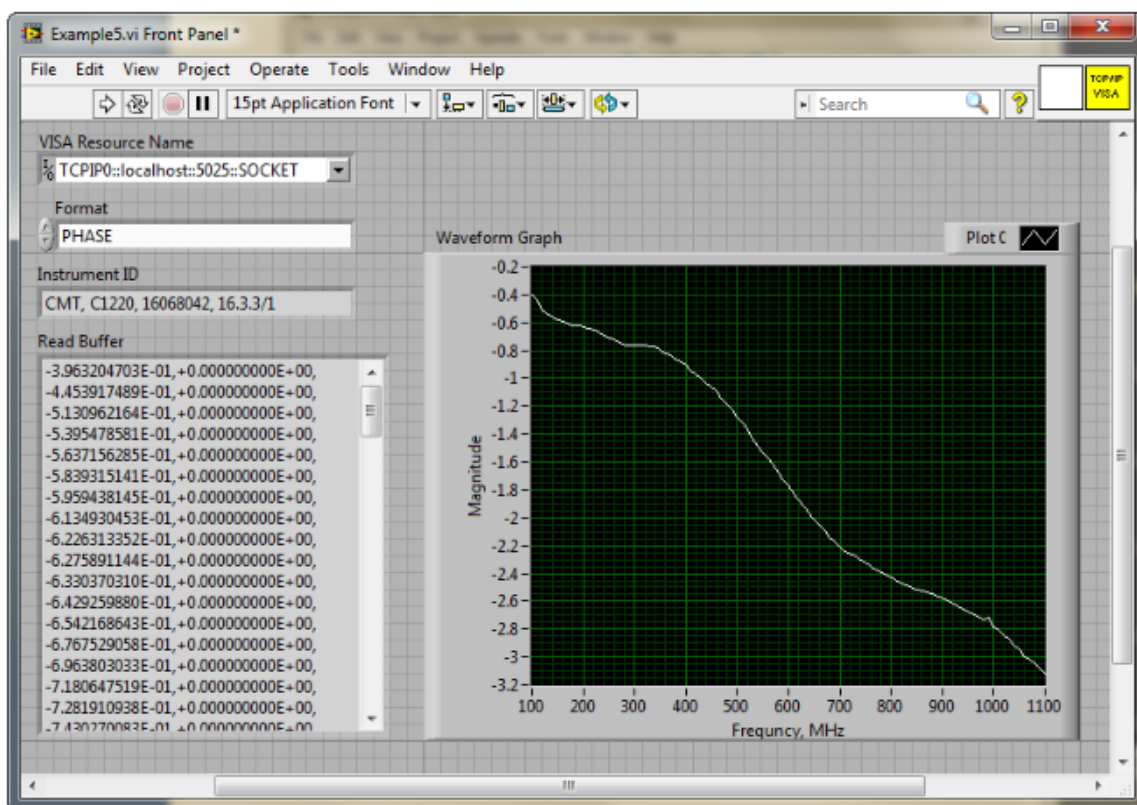 Example5.vi Front Panel *
File Edit View Project Operate Tools Window Help
15pt Application Font
Search
TCP/IP
VISA
VISA Resource Name
TCPIP0::localhost::5025::SOCKET
Format
PHASE
Instrument ID
CMT, C1220, 16068042, 16.3.3/1
Read Buffer
-3.963204703E-01,+0.000000000E+00,
-4.453917489E-01,+0.000000000E+00,
-5.130962164E-01,+0.000000000E+00,
-5.395478581E-01,+0.000000000E+00,
-5.637156285E-01,+0.000000000E+00,
-5.839315141E-01,+0.000000000E+00,
-5.959438145E-01,+0.000000000E+00,
-6.134930453E-01,+0.000000000E+00,
-6.226313352E-01,+0.000000000E+00,
-6.275891144E-01,+0.000000000E+00,
-6.330370310E-01,+0.000000000E+00,
-6.429259880E-01,+0.000000000E+00,
-6.542168643E-01,+0.000000000E+00,
-6.767529058E-01,+0.000000000E+00,
-6.963803033E-01,+0.000000000E+00,
-7.180647519E-01,+0.000000000E+00,
-7.281910938E-01,+0.000000000E+00,
-7.430270083E-01,+0.000000000E+00,
Waveform Graph
Plot 0
-0.2
-0.4
-0.6
-0.8
-1
-1.2
-1.4
-1.6
-1.8
-2
-2.2
-2.4
-2.6
-2.8
-3
-3.2
Magnitude
100 200 300 400 500 600 700 800 900 1000 1100
Frequncy, MHz